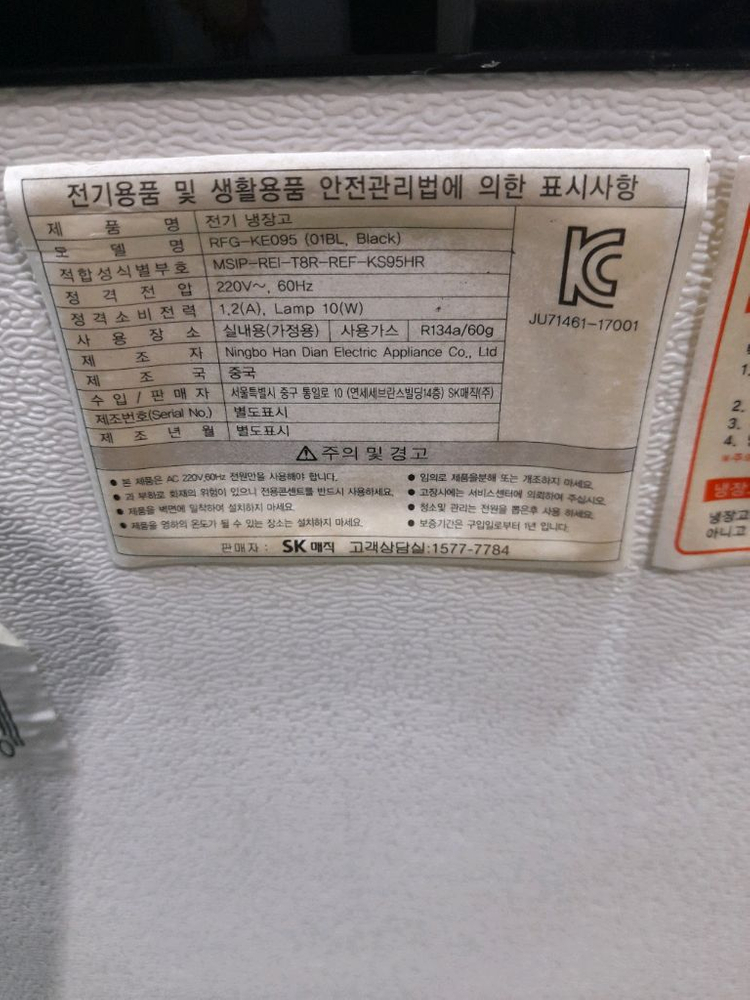 전기용품 및 생활용품 안전관리법에 의한 표시사항
제 품 명 전기 냉장고
모 델 명 RFG-KE095 (01BL, Black)
적합성식별부호 MSIP-REI-T8R-REF-KS95HR
정 격 전 압 220V~, 60Hz
정격소비전력 1.2(A), Lamp 10(W)
사 용 장 소 실내용(가정용) 사용가스 R134a/60g
제 조 자 Ningbo Han Dian Electric Appliance Co., Ltd
제 조 국 중국
수 입 / 판 매 자 서울특별시 중구 통일로 10 (연세세브란스빌딩14층) SK매직(주)
제조번호(Serial No.) 별도표시
제 조 년 월 별도표시
KC
JU71461-17001
주의 및 경고
● 본 제품은 AC 220V,60Hz 전원만을 사용해야 합니다.
● 과 부하로 화재의 위험이 있으니 전용콘센트를 반드시 사용하세요.
● 제품을 벽면에 밀착하여 설치하지 마세요
● 제품을 영하의 온도가 될 수 있는 장소는 설치하지 마세요
● 임의로 제품을분해 또는 개조하지 마세요
● 고장시에는 서비스센터에 의뢰하여 주십시오
● 청소및 관리는 전원을 뽑은후 사용 하세요
● 보증기간은 구입일로부터 1년 입니다.
판매자 : SK매직 고객상담실:1577-7784
1.
2.
3.
4.
냉장
냉장고
아니고